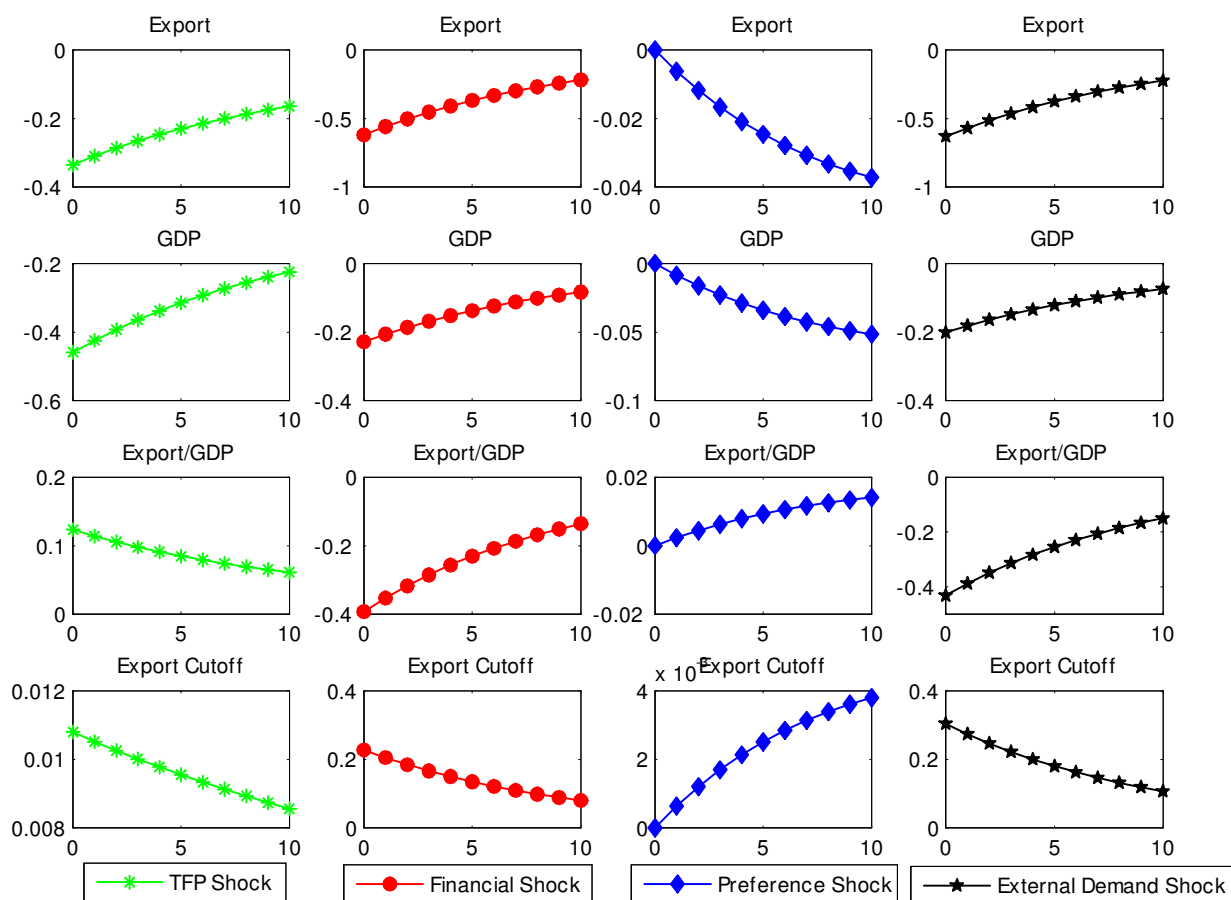 Export Export Export Export
0 0 0 0
-0.2 -0.5 -0.02 -0.5
-0.4 -1 -0.04 -1
0 5 10 0 5 10 0 5 10 0 5 10
GDP GDP GDP GDP
-0.2 0 0 0
-0.4 -0.2 -0.05 -0.2
-0.6 -0.4 -0.1 -0.4
0 5 10 0 5 10 0 5 10 0 5 10
Export/GDP Export/GDP Export/GDP Export/GDP
0.2 0 0.02 0
0.1 -0.2 0 -0.2
0 -0.4 -0.02 -0.4
0 5 10 0 5 10 0 5 10 0 5 10
Export Cutoff Export Cutoff x 10 Export Cutoff Export Cutoff
0.012 0.4 4 0.4
0.01 0.2 2 0.2
0.008 0 0 0
0 5 10 0 5 10 0 5 10 0 5 10
TFP Shock Financial Shock Preference Shock External Demand Shock